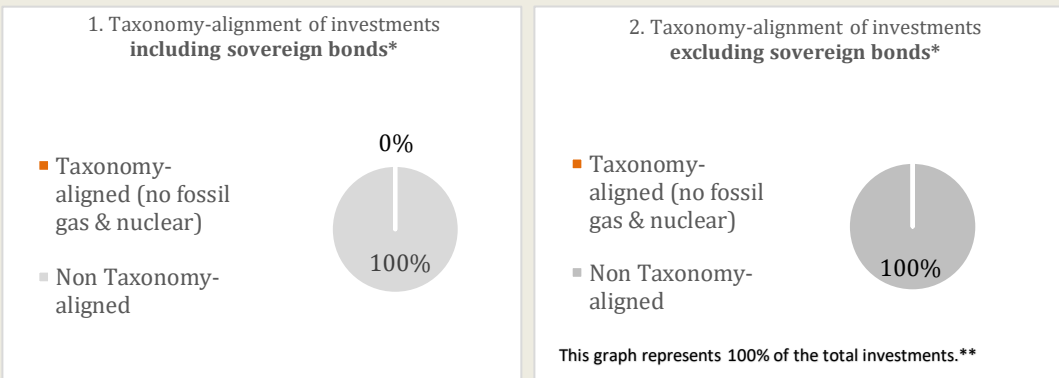 1. Taxonomy-alignment of investments
including sovereign bonds*
0%
Taxonomy-
aligned (no fossil
gas & nuclear)
100%
Non Taxonomy-
aligned
2. Taxonomy-alignment of investments
excluding sovereign bonds*
Taxonomy-
aligned (no fossil
gas & nuclear)
100%
Non Taxonomy-
aligned
This graph represents 100% of the total investments.**